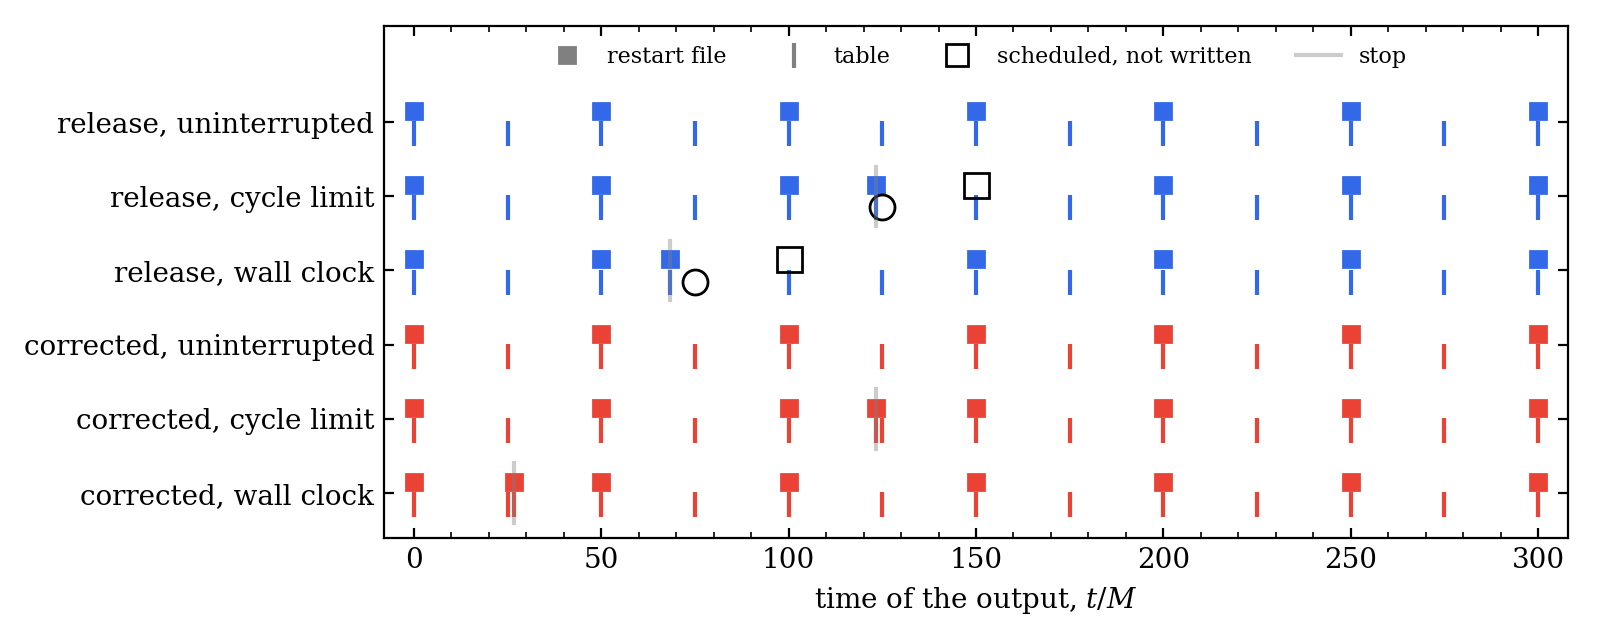 restart file table scheduled, not written stop
release, uninterrupted
release, cycle limit
release, wall clock
corrected, uninterrupted
corrected, cycle limit
corrected, wall clock
0 50 100 150 200 250 300
time of the output, t/M